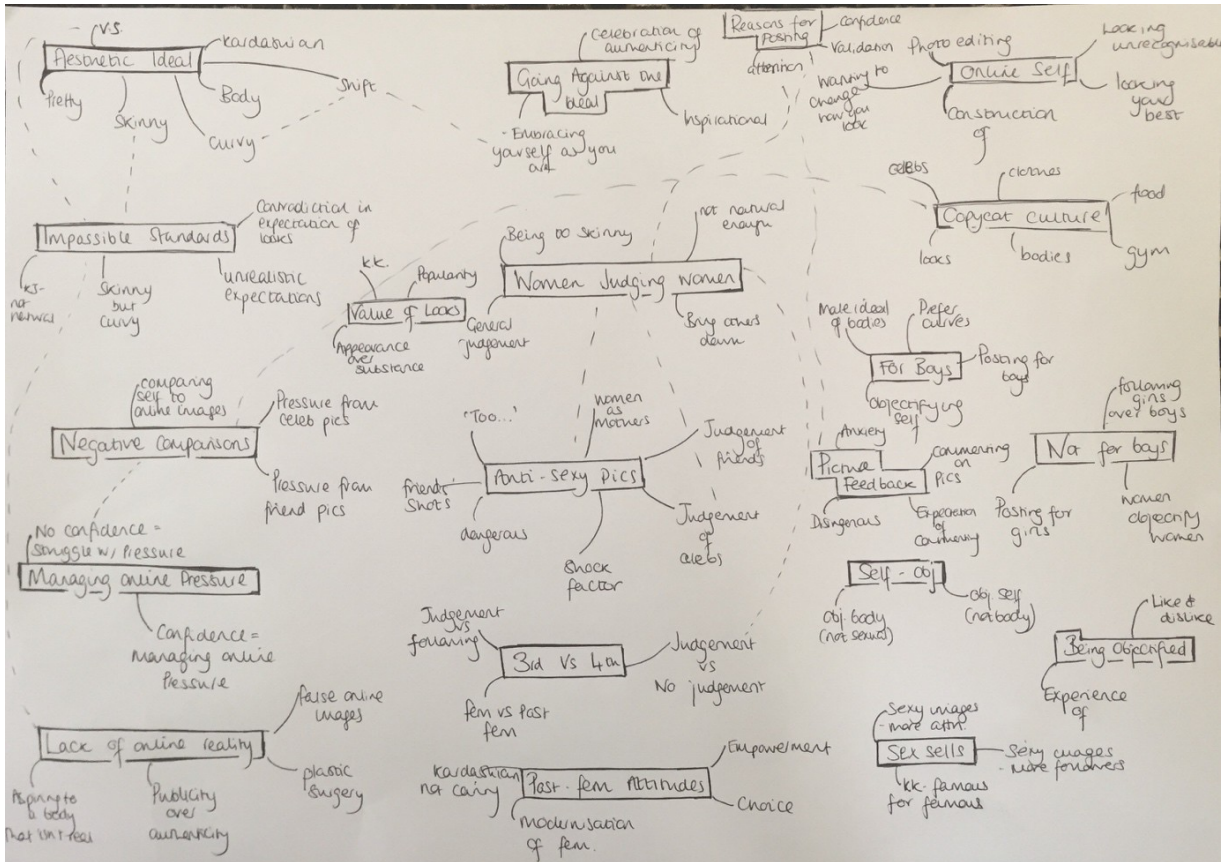 V.S.
Aesthetic Ideal
Kardashian
Pretty
Skinny
Curvy
Body
Shift
Celebration of
authenticity
Going Against the
Ideal
- Embracing
yourself as you
are
Inspirational
Reasons for
Posting
Confidence
Validation
attention
Photo editing
Wanting to
change
how you
look
Online Self
Looking
unrecognisable
looking
your
best
Construction
of
Impossible Standards
Contradiction in
expectation of
looks
KJ-
not
natural
Skinny
but
curvy
unrealistic
expectations
KK.
Popularity
Value of Looks
Appearance
over
substance
Being too skinny
not natural
enough
Women Judging Women
General
judgement
Bring others
down
celebs
clothes
food
Copycat Culture
looks
bodies
gym
Male ideal
of bodies
Prefer
curves
For Boys
Posting for
boys
Objectifying
self
comparing
self to
online images
Pressure from
celeb pics
Negative Comparisons
Pressure from
friend pics
'Too...'
women
as
mothers
Judgement
of
friends
Anti-sexy pics
friends'
shots
dangerous
Shock
factor
Judgement
of
celebs
Anxiety
Picture
Feedback
commenting on
pics
Disingenuous
Expectation
of
commenting
following
girls
over boys
Not for boys
Posting for
girls
women
objectify
women
No confidence =
struggle w/ pressure
Managing online Pressure
Confidence =
Managing online
Pressure
Self-Obj
Obj. body
(not sexual)
Obj. self
(not body)
Like &
dislike
Being Objectified
Experience
of
Judgement
vs
following
3rd vs 4th
Judgement
vs
No judgement
fem vs Post
fem
False online
images
Lack of online reality
Aspiring to
a body
that isn't real
Publicity
over
authenticity
plastic
surgery
Kardashian
not caring
Empowerment
Post-fem Attitudes
modernisation
of fem.
Choice
Sexy images
- more attn.
Sex sells
Sexy images
- more followers
KK- famous
for famous